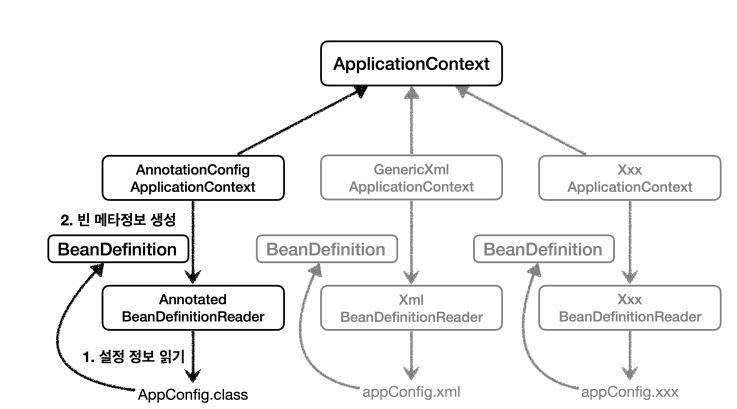 ApplicationContext
AnnotationConfig
ApplicationContext
GenericXml
ApplicationContext
Xxx
ApplicationContext
2. 빈 메타정보 생성
BeanDefinition
BeanDefinition
BeanDefinition
Annotated
BeanDefinitionReader
Xml
BeanDefinitionReader
Xxx
BeanDefinitionReader
1. 설정 정보 읽기
AppConfig.class
appConfig.xml
appConfig.xxx